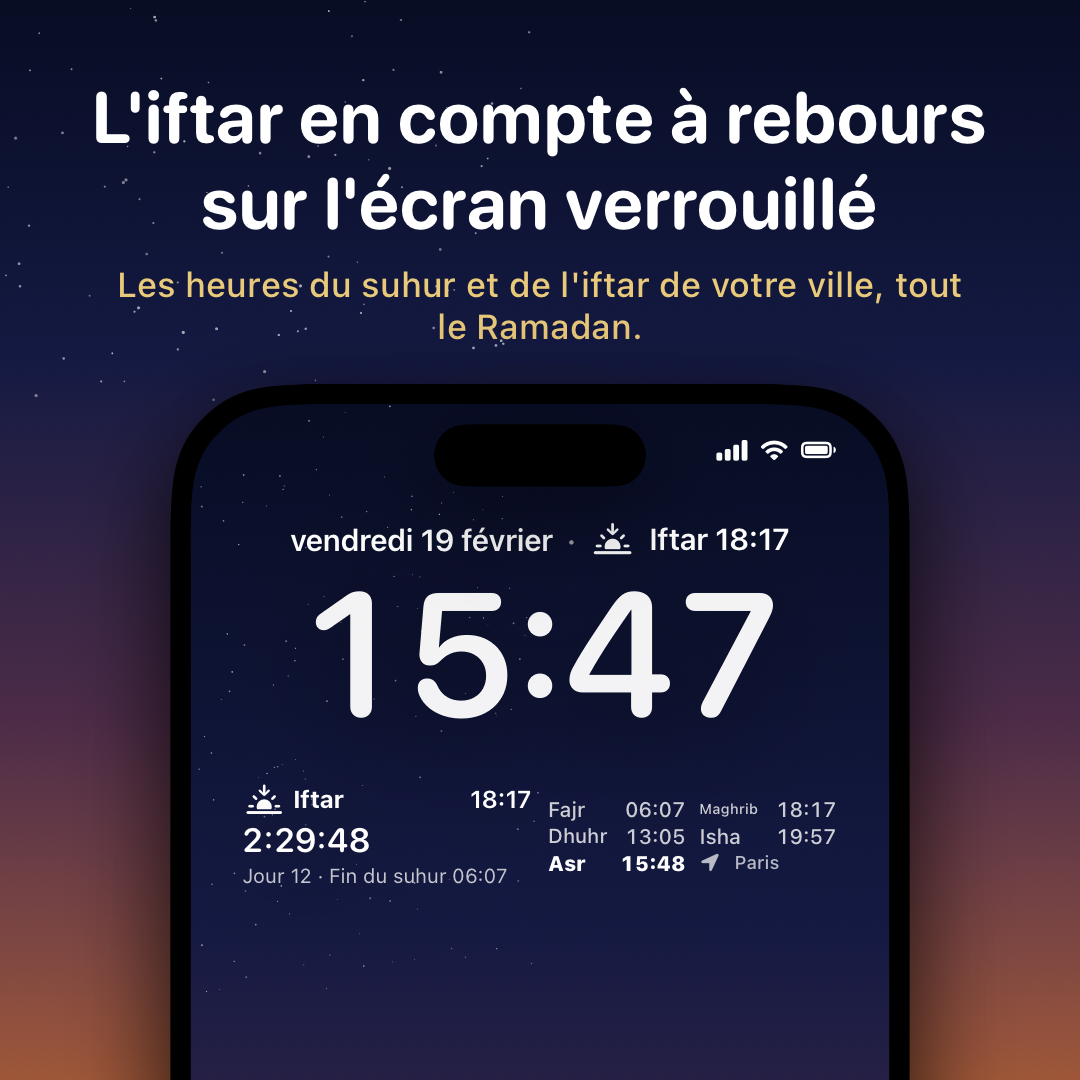 L'iftar en compte à rebours
sur l'écran verrouillé
Les heures du suhur et de l'iftar de votre ville, tout
le Ramadan.
vendredi 19 février · Iftar 18:17
15:47
Iftar 18:17
2:29:48
Jour 12 · Fin du suhur 06:07
Fajr 06:07 Maghrib 18:17
Dhuhr 13:05 Isha 19:57
Asr 15:48 Paris